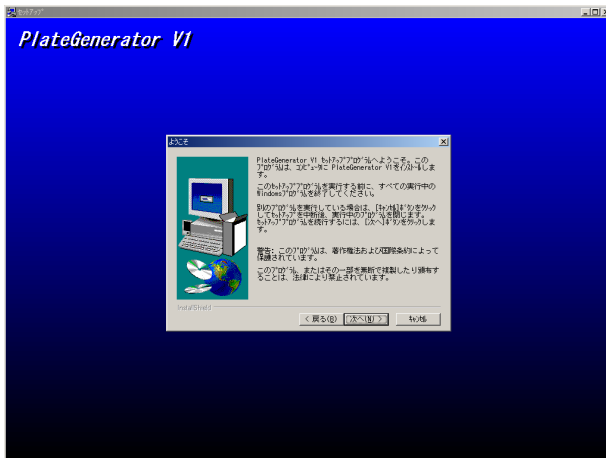 ｾｯﾄｱｯﾌﾟ
PlateGenerator V1
ようこそ
PlateGenerator V1 ｾｯﾄｱｯﾌﾟﾌﾟﾛｸﾞﾗﾑへようこそ。この
ﾌﾟﾛｸﾞﾗﾑは、ｺﾝﾋﾟｭｰﾀに PlateGenerator V1をｲﾝｽﾄｰﾙしま
す。
このｾｯﾄｱｯﾌﾟﾌﾟﾛｸﾞﾗﾑを実行する前に、すべての実行中の
Windowsﾌﾟﾛｸﾞﾗﾑを終了してください。
別のﾌﾟﾛｸﾞﾗﾑを実行している場合は、[ｷｬﾝｾﾙ]ﾎﾞﾀﾝをｸﾘｯｸ
してｾｯﾄｱｯﾌﾟを中断後、実行中のﾌﾟﾛｸﾞﾗﾑを閉じます。
ｾｯﾄｱｯﾌﾟﾌﾟﾛｸﾞﾗﾑを続行するには、[次へ]ﾎﾞﾀﾝをｸﾘｯｸしま
す。
警告: このﾌﾟﾛｸﾞﾗﾑは、著作権法および国際条約によって
保護されています。
このﾌﾟﾛｸﾞﾗﾑ、またはその一部を無断で複製したり頒布す
ることは、法律により禁止されています。
InstallShield
< 戻る(B)
次へ(N) >
ｷｬﾝｾﾙ